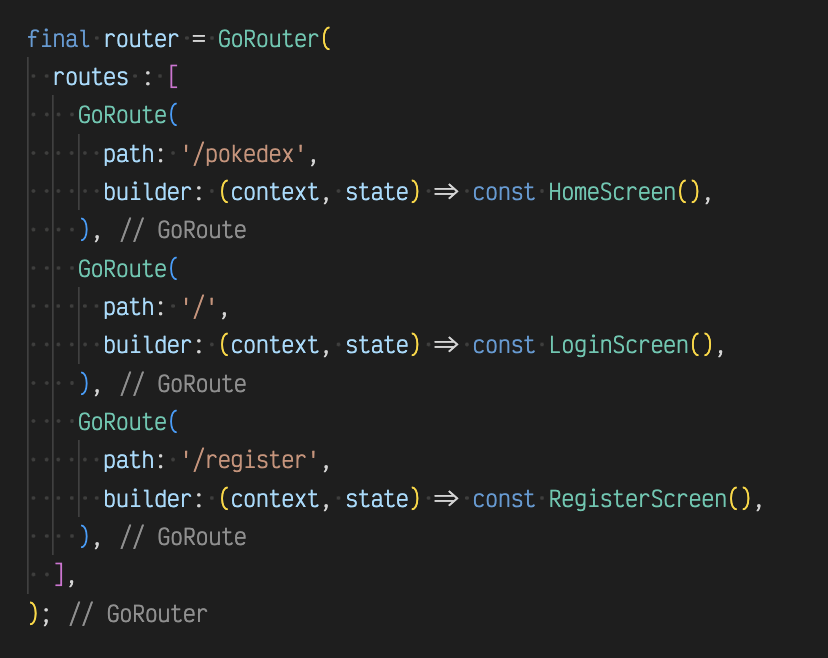 final router = GoRouter(
  routes : [
    GoRoute(
      path: '/pokedex',
      builder: (context, state) => const HomeScreen(),
    ), // GoRoute
    GoRoute(
      path: '/',
      builder: (context, state) => const LoginScreen(),
    ), // GoRoute
    GoRoute(
      path: '/register',
      builder: (context, state) => const RegisterScreen(),
    ), // GoRoute
  ],
); // GoRouter